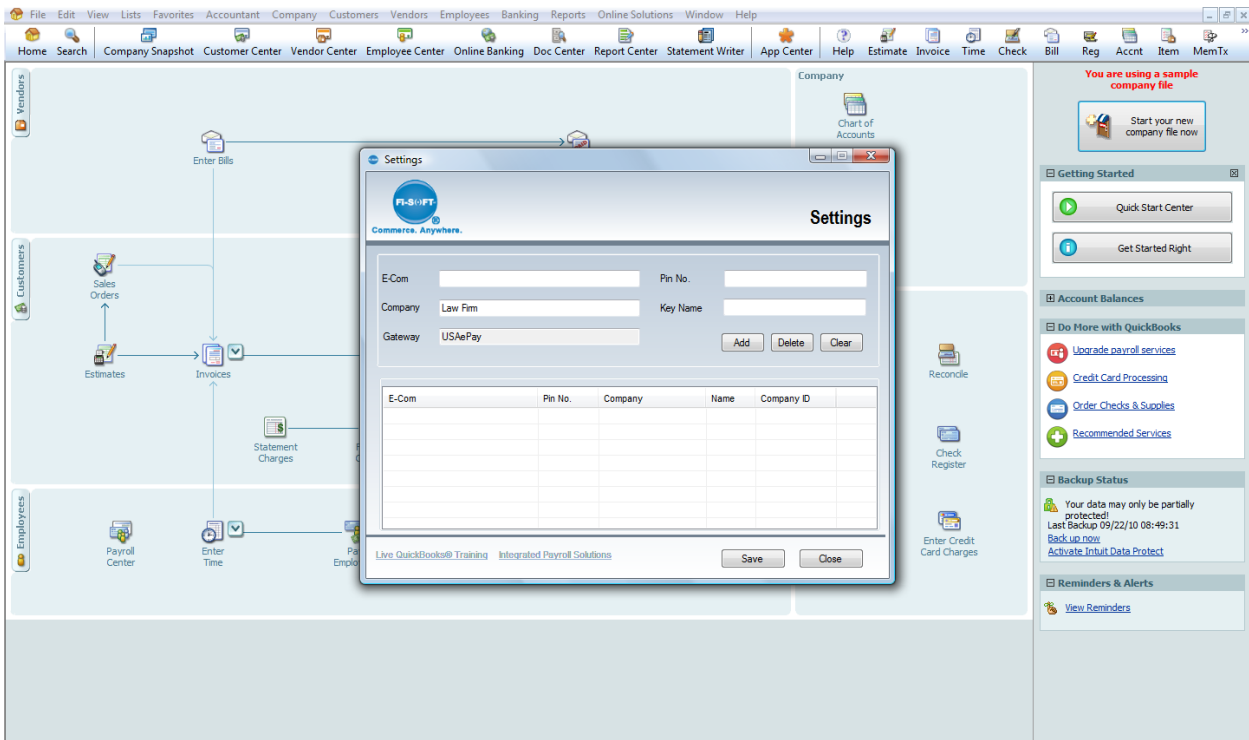 File Edit View Lists Favorites Accountant Company Customers Vendors Employees Banking Reports Online Solutions Window Help
Home Search Company Snapshot Customer Center Vendor Center Employee Center Online Banking Doc Center Report Center Statement Writer App Center Help Estimate Invoice Time Check Bill Reg Accnt Item MemTx
Vendors
Enter Bills
Company
Chart of
Accounts
Customers
Sales
Orders
Estimates
Invoices
Statement
Charges
Employees
Payroll
Center
Enter
Time
Reconcile
Check
Register
Enter Credit
Card Charges
Settings
Fi-SOFT
Commerce. Anywhere.
Settings
E-Com Pin No.
Company Law Firm Key Name
Gateway USAePay
Add Delete Clear
E-Com Pin No. Company Name Company ID
Live QuickBooks® Training Integrated Payroll Solutions
Save Close
You are using a sample
company file
Start your new
company file now
Getting Started
Quick Start Center
Get Started Right
Account Balances
Do More with QuickBooks
Upgrade payroll services
Credit Card Processing
Order Checks & Supplies
Recommended Services
Backup Status
Your data may only be partially
protected!
Last Backup 09/22/10 08:49:31
Back up now
Activate Intuit Data Protect
Reminders & Alerts
View Reminders